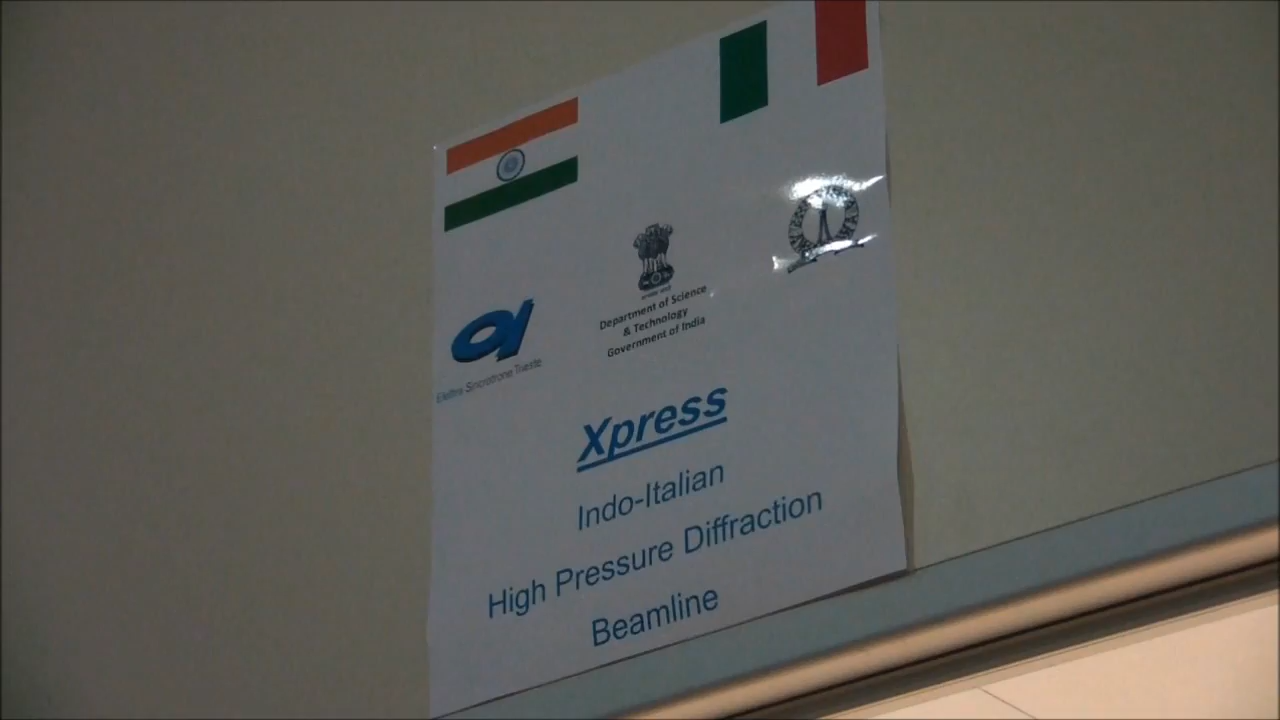 Elettra Sincrotrone Trieste
Department of Science
& Technology
Government of India
Xpress
Indo-Italian
High Pressure Diffraction
Beamline